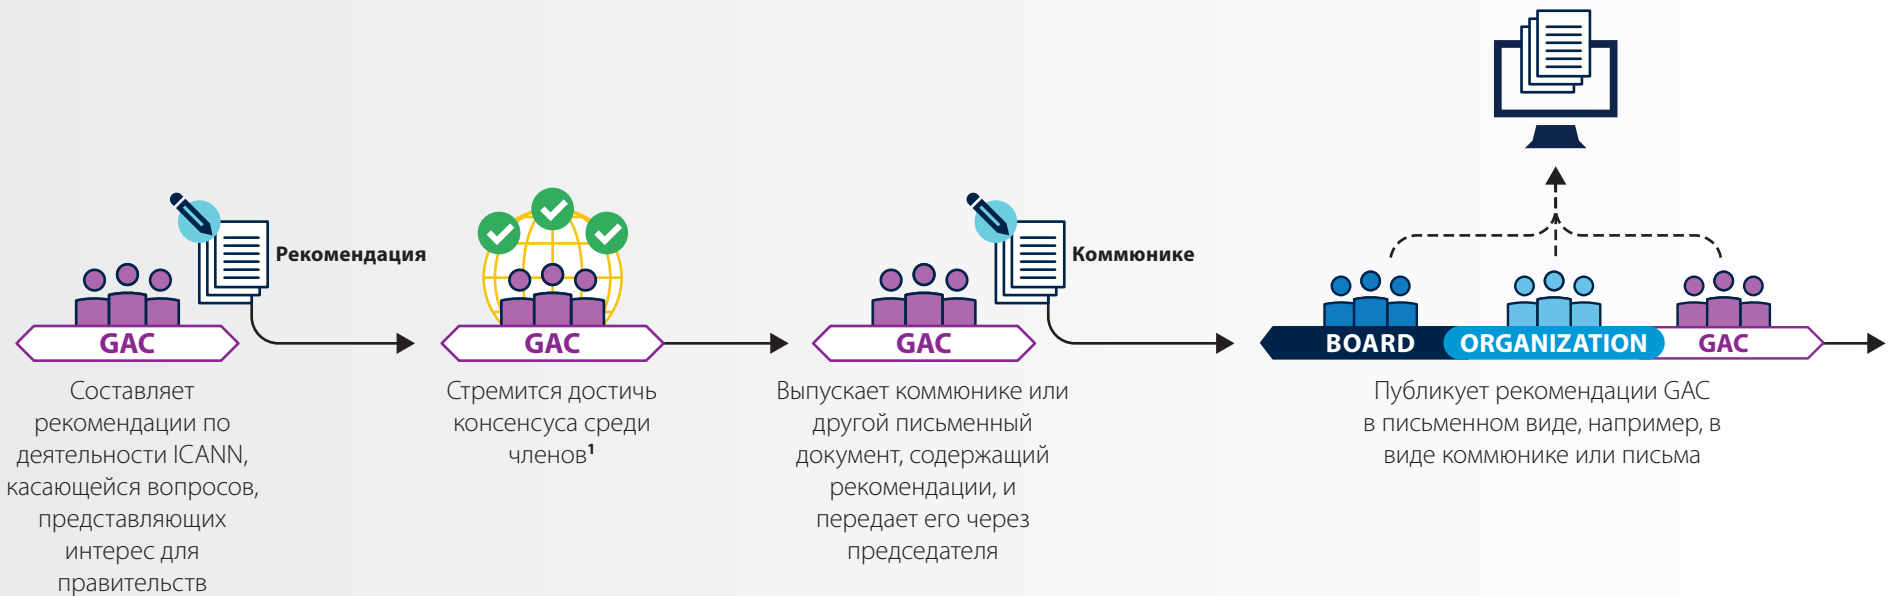 Рекомендация
GAC
Составляет
рекомендации по
деятельности ICANN,
касающейся вопросов,
представляющих
интерес для
правительств
GAC
Стремится достичь
консенсуса среди
членов¹
Коммюнике
GAC
Выпускает коммюнике или
другой письменный
документ, содержащий
рекомендации, и
передает его через
председателя
BOARD ORGANIZATION GAC
Публикует рекомендации GAC
в письменном виде, например, в
виде коммюнике или письма